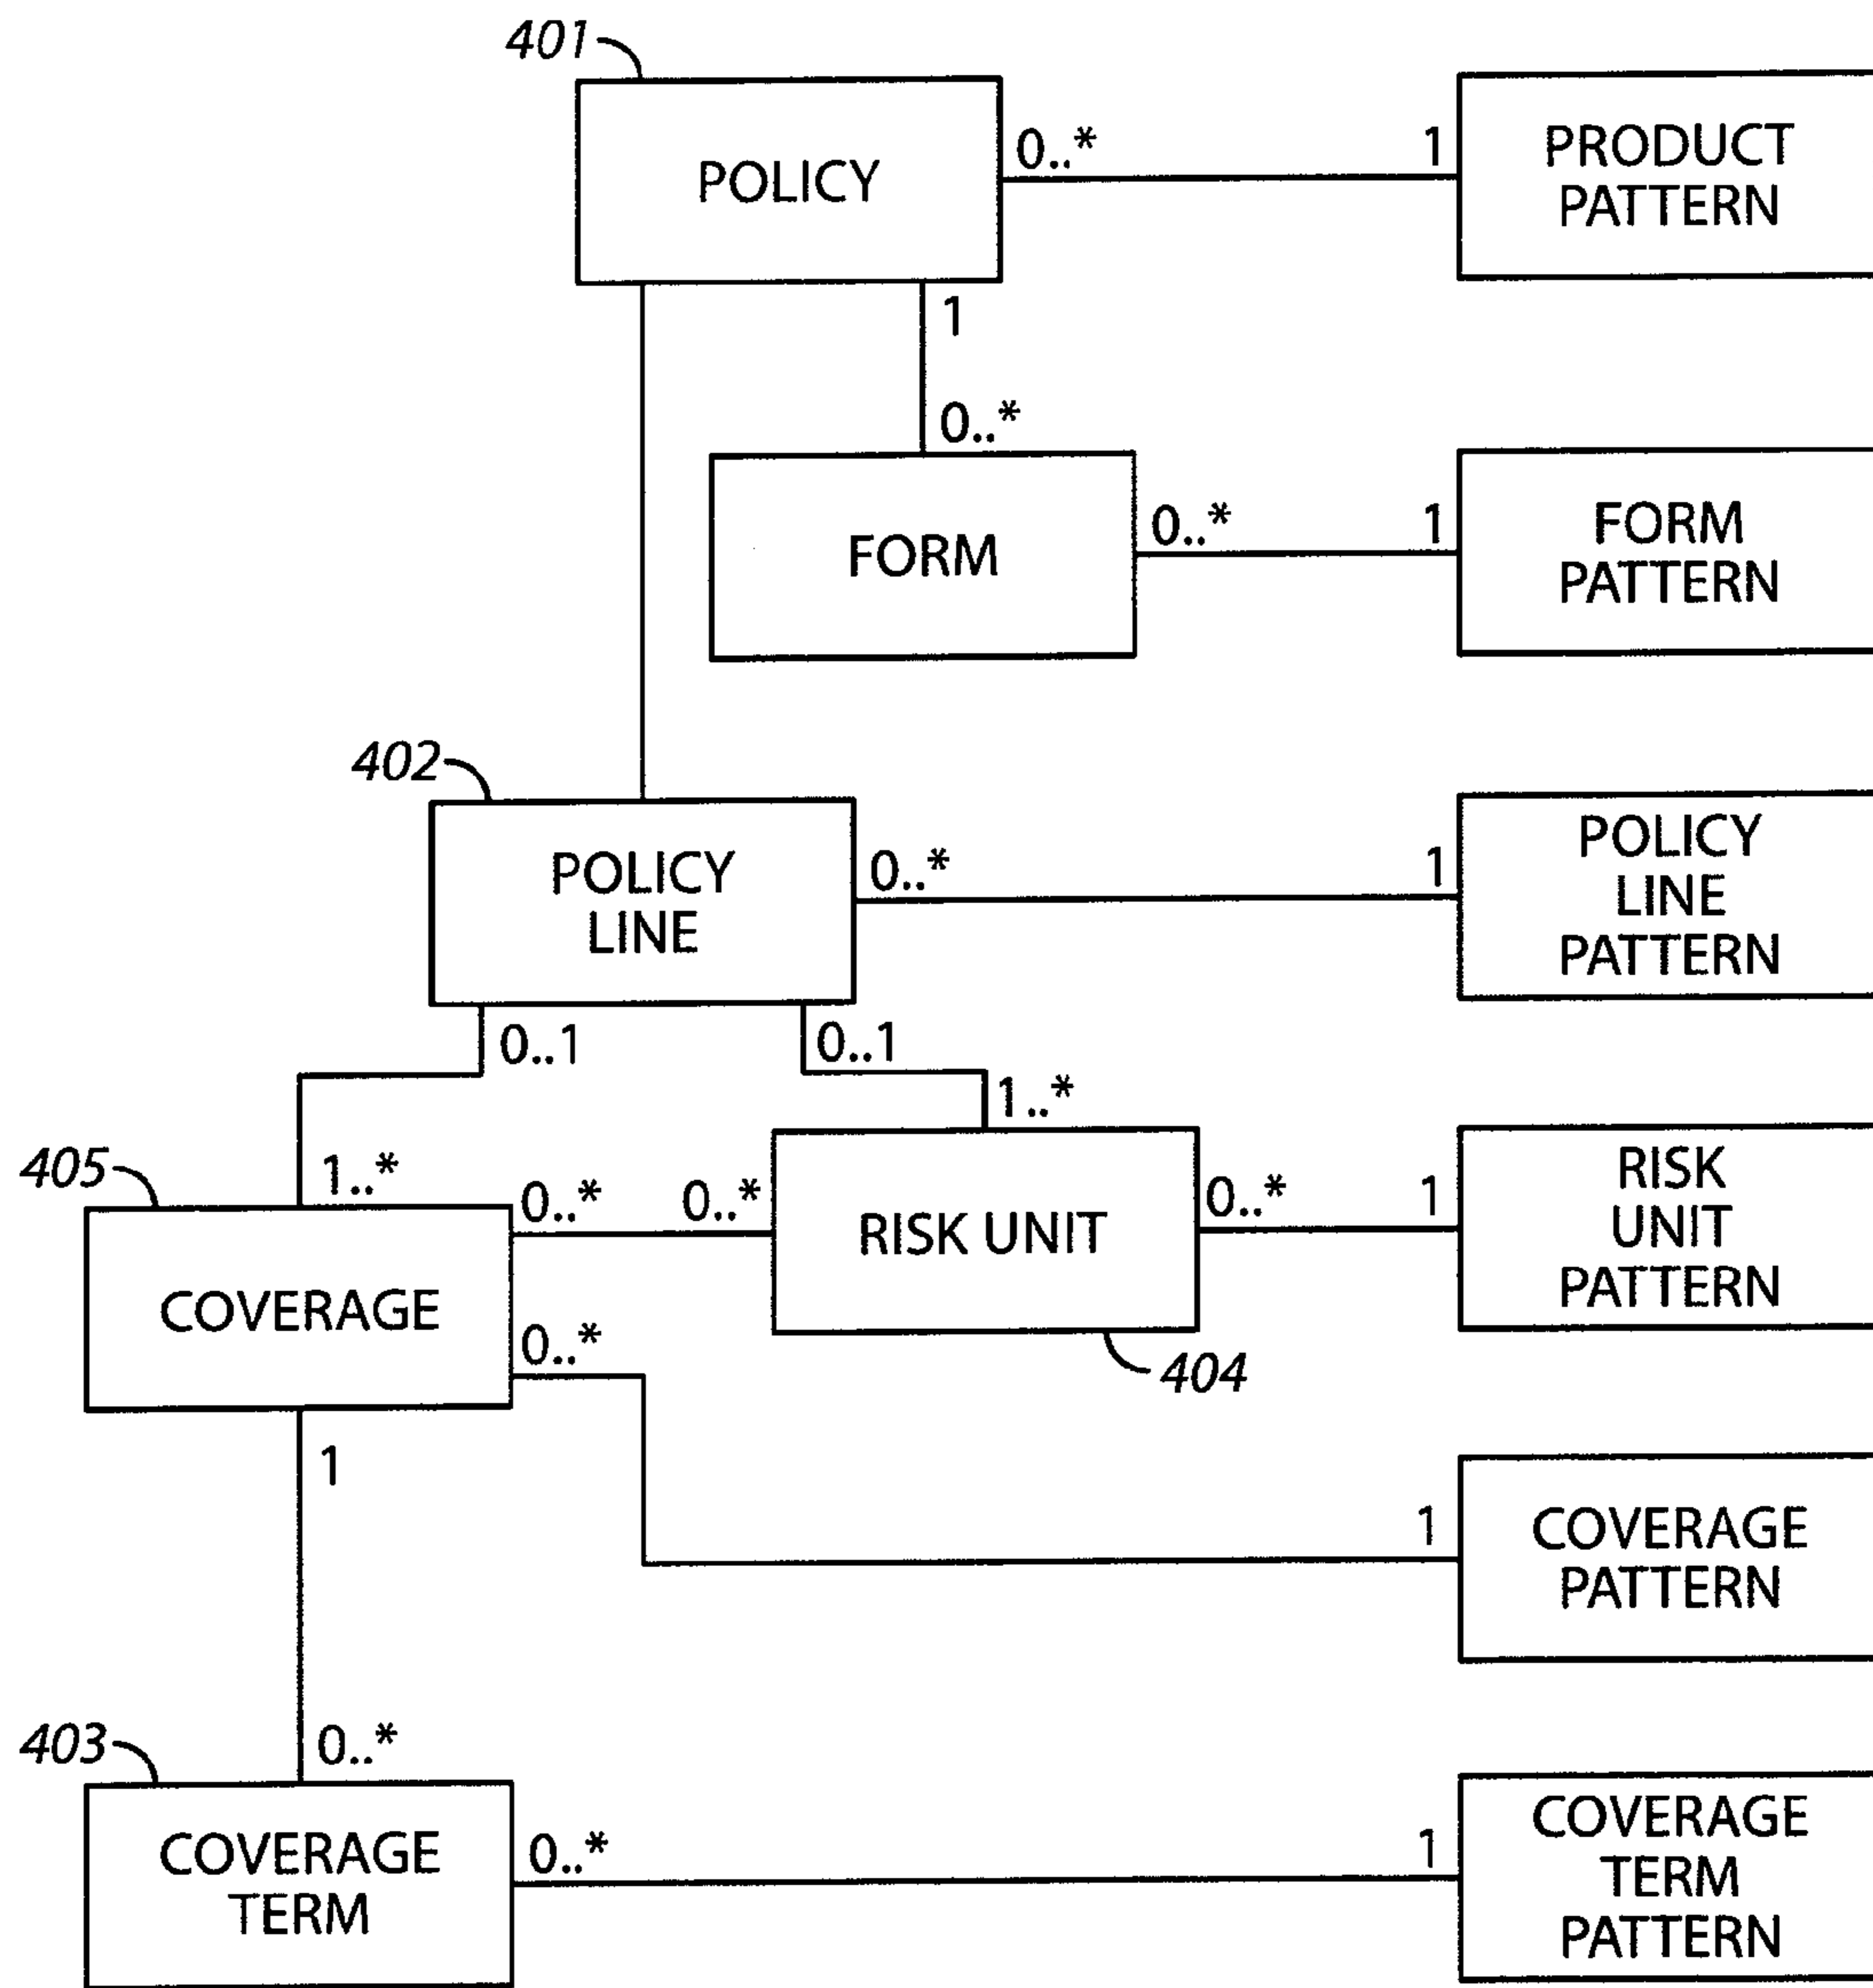 401
POLICY
0..*
1
PRODUCT
PATTERN
1
0..*
FORM
0..*
1
FORM
PATTERN
402
POLICY
LINE
0..*
1
POLICY
LINE
PATTERN
0..1
0..1
1..*
405
1..*
0..*
0..*
RISK UNIT
0..*
1
RISK
UNIT
PATTERN
COVERAGE
0..*
404
1
1
COVERAGE
PATTERN
403
0..*
COVERAGE
TERM
0..*
1
COVERAGE
TERM
PATTERN